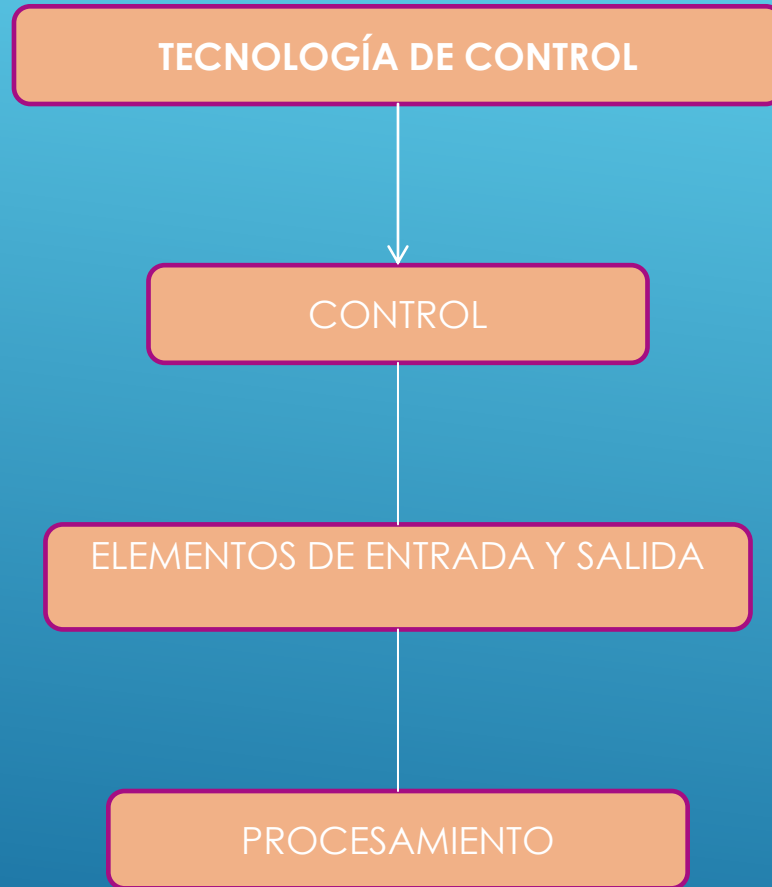 TECNOLOGÍA DE CONTROL
CONTROL
ELEMENTOS DE ENTRADA Y SALIDA
PROCESAMIENTO